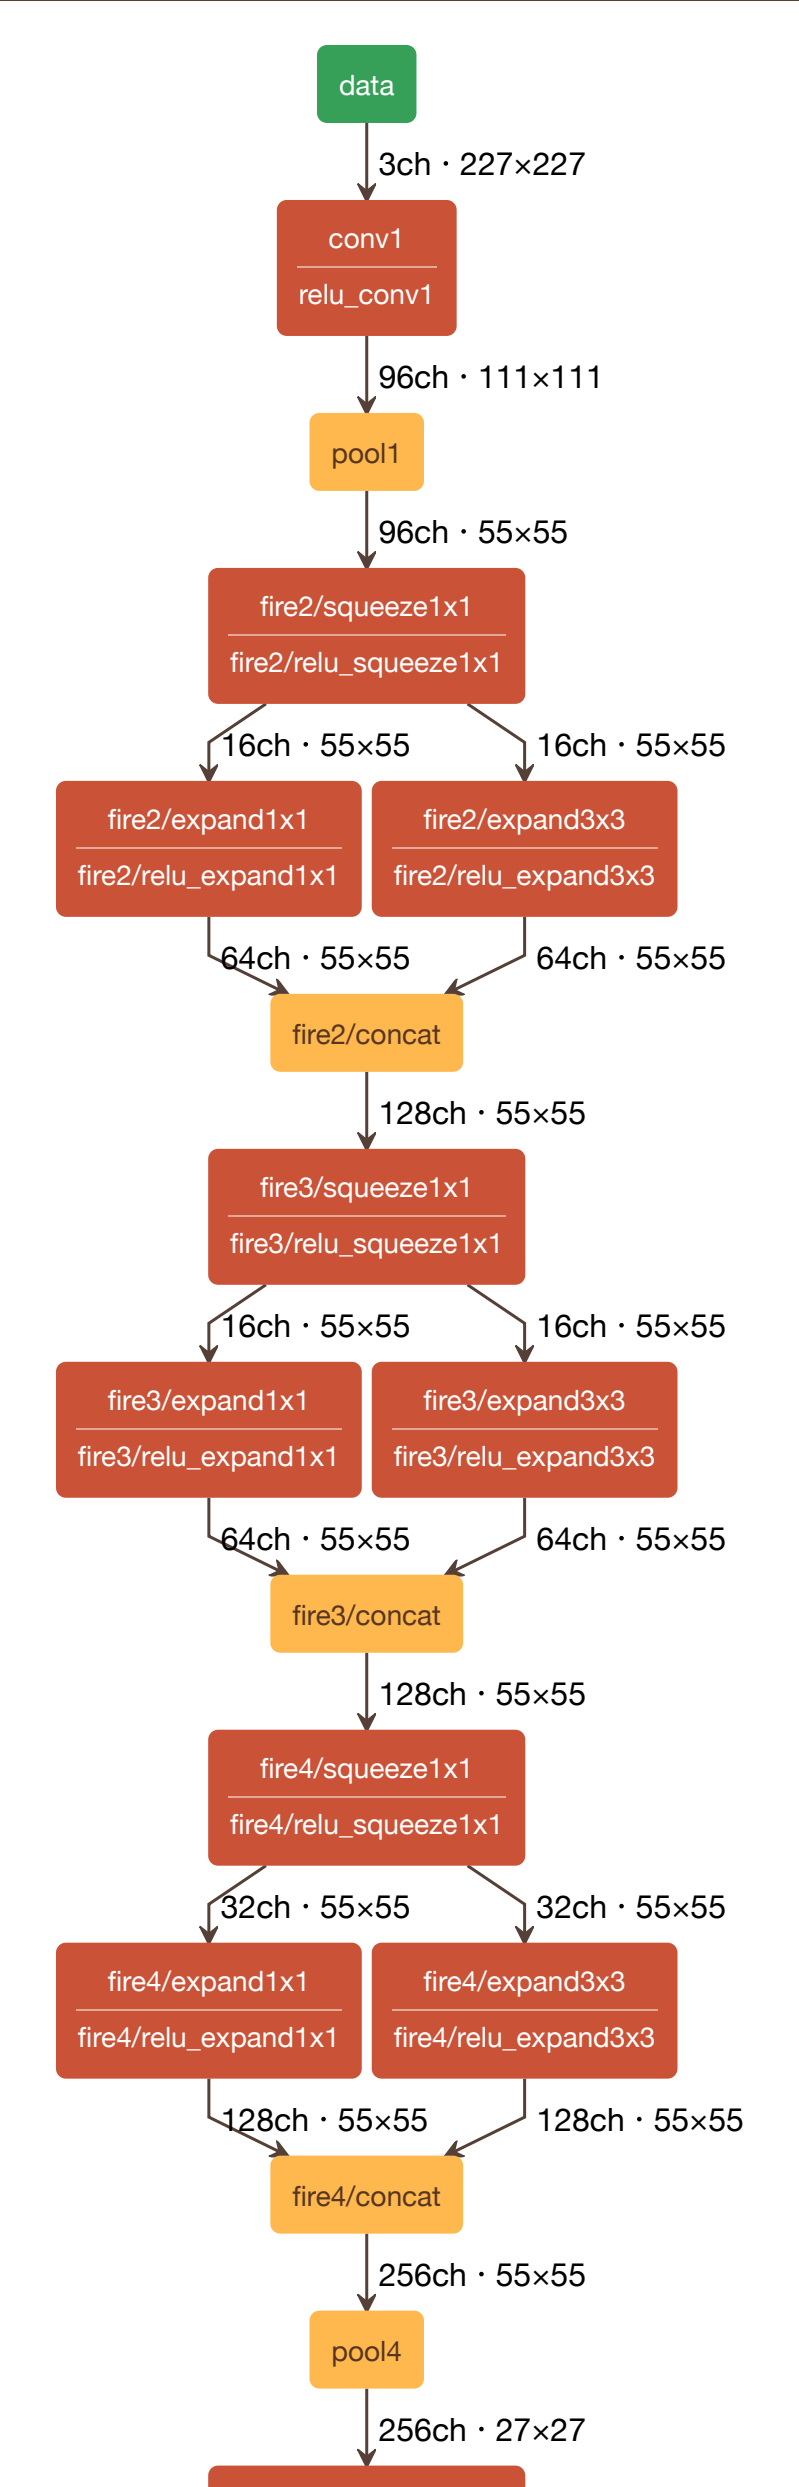 data
3ch · 227×227
conv1
relu_conv1
96ch · 111×111
pool1
96ch · 55×55
fire2/squeeze1x1
fire2/relu_squeeze1x1
16ch · 55×55 16ch · 55×55
fire2/expand1x1 fire2/expand3x3
fire2/relu_expand1x1 fire2/relu_expand3x3
64ch · 55×55 64ch · 55×55
fire2/concat
128ch · 55×55
fire3/squeeze1x1
fire3/relu_squeeze1x1
16ch · 55×55 16ch · 55×55
fire3/expand1x1 fire3/expand3x3
fire3/relu_expand1x1 fire3/relu_expand3x3
64ch · 55×55 64ch · 55×55
fire3/concat
128ch · 55×55
fire4/squeeze1x1
fire4/relu_squeeze1x1
32ch · 55×55 32ch · 55×55
fire4/expand1x1 fire4/expand3x3
fire4/relu_expand1x1 fire4/relu_expand3x3
128ch · 55×55 128ch · 55×55
fire4/concat
256ch · 55×55
pool4
256ch · 27×27